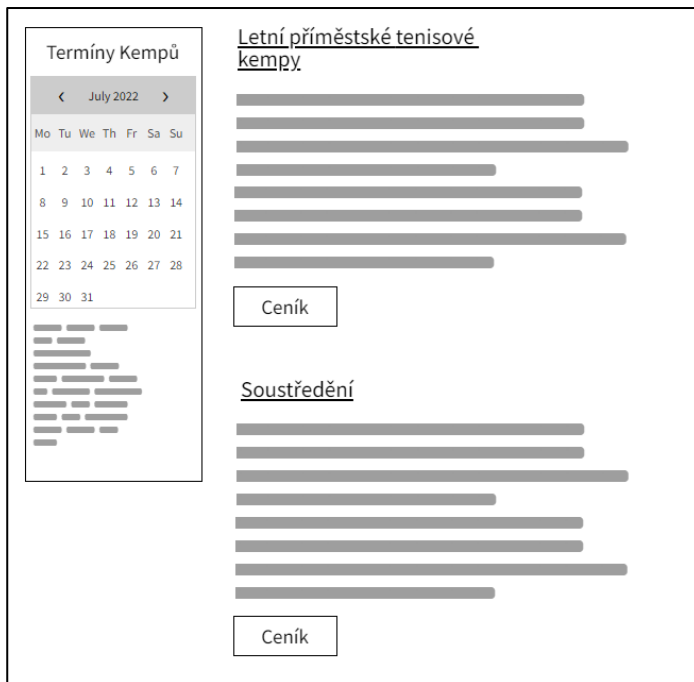 Termíny Kempů
‹ July 2022 ›
Mo Tu We Th Fr Sa Su
1 2 3 4 5 6 7
8 9 10 11 12 13 14
15 16 17 18 19 20 21
22 23 24 25 26 27 28
29 30 31
Letní příměstské tenisové
kempy
Ceník
Soustředění
Ceník